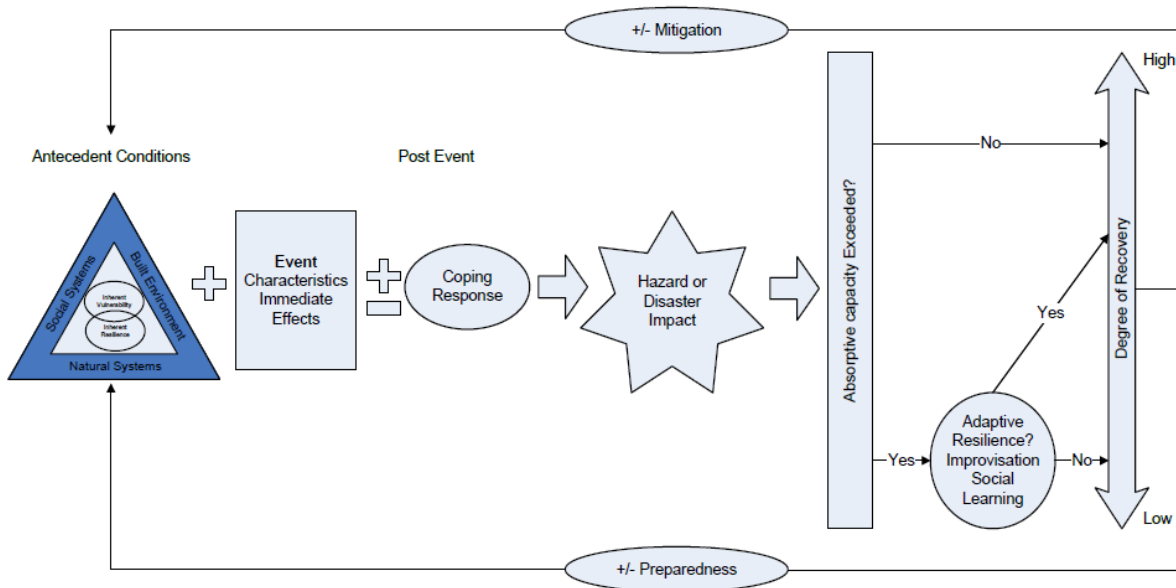 +/- Mitigation
High
Antecedent Conditions
Post Event
No
Social Systems
Built Environment
Natural Systems
Inherent
Vulnerability
Inherent
Resilience
Event
Characteristics
Immediate
Effects
Coping
Response
Hazard or
Disaster
Impact
Absorptive capacity Exceeded?
Yes
Degree of Recovery
Yes
Adaptive
Resilience?
Improvisation
Social
Learning
No
Low
+/- Preparedness